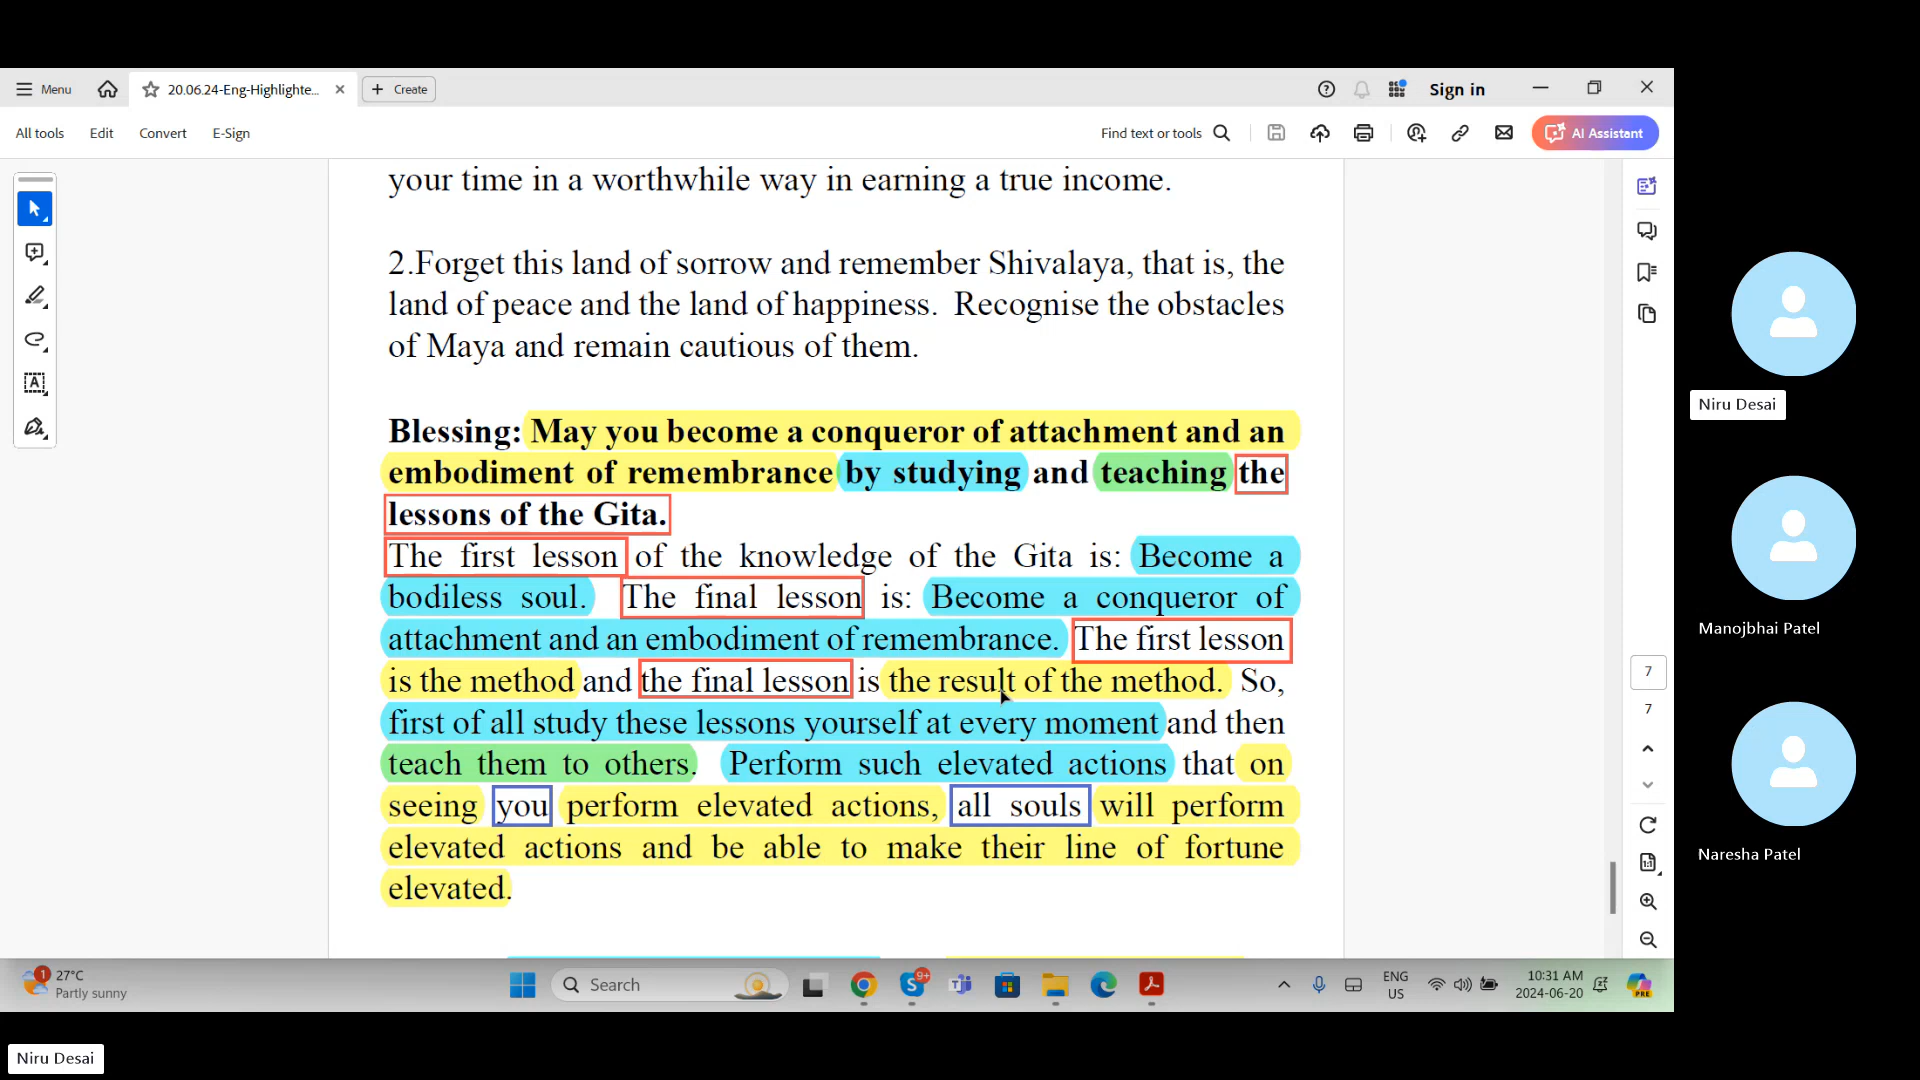 Menu
20.06.24-Eng-Highlighte...
Create
Sign in
All tools
Edit
Convert
E-Sign
Find text or tools
AI Assistant
your time in a worthwhile way in earning a true income.
2.Forget this land of sorrow and remember Shivalaya, that is, the
land of peace and the land of happiness. Recognise the obstacles
of Maya and remain cautious of them.
Blessing: May you become a conqueror of attachment and an
embodiment of remembrance by studying and teaching the
lessons of the Gita.
The first lesson of the knowledge of the Gita is: Become a
bodiless soul. The final lesson is: Become a conqueror of
attachment and an embodiment of remembrance. The first lesson
is the method and the final lesson is the result of the method. So,
first of all study these lessons yourself at every moment and then
teach them to others. Perform such elevated actions that on
seeing you perform elevated actions, all souls will perform
elevated actions and be able to make their line of fortune
elevated.
7
7
Niru Desai
Manojbhai Patel
Naresha Patel
1
27°C
Partly sunny
Search
9+
ENG
US
10:31 AM
2024-06-20
PRE
Niru Desai